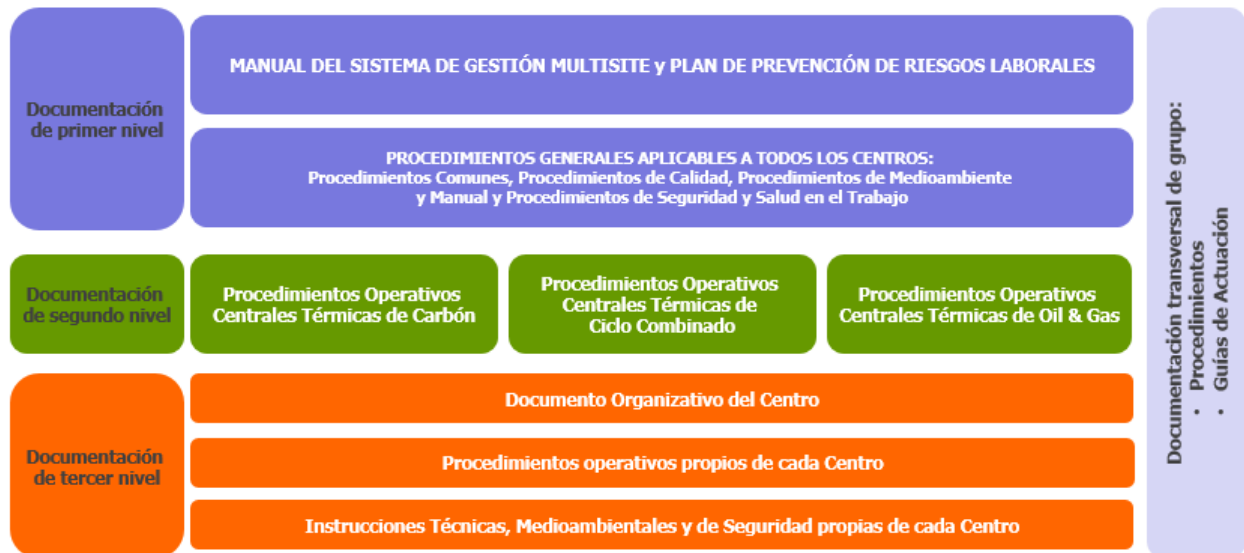 Documentación
de primer nivel
MANUAL DEL SISTEMA DE GESTIÓN MULTISITE y PLAN DE PREVENCIÓN DE RIESGOS LABORALES
PROCEDIMIENTOS GENERALES APLICABLES A TODOS LOS CENTROS:
Procedimientos Comunes, Procedimientos de Calidad, Procedimientos de Medioambiente
y Manual y Procedimientos de Seguridad y Salud en el Trabajo
Documentación
de segundo nivel
Procedimientos Operativos
Centrales Térmicas de Carbón
Procedimientos Operativos
Centrales Térmicas de
Ciclo Combinado
Procedimientos Operativos
Centrales Térmicas de Oil & Gas
Documentación
de tercer nivel
Documento Organizativo del Centro
Procedimientos operativos propios de cada Centro
Instrucciones Técnicas, Medioambientales y de Seguridad propias de cada Centro
Documentación transversal de grupo:
• Procedimientos
• Guías de Actuación